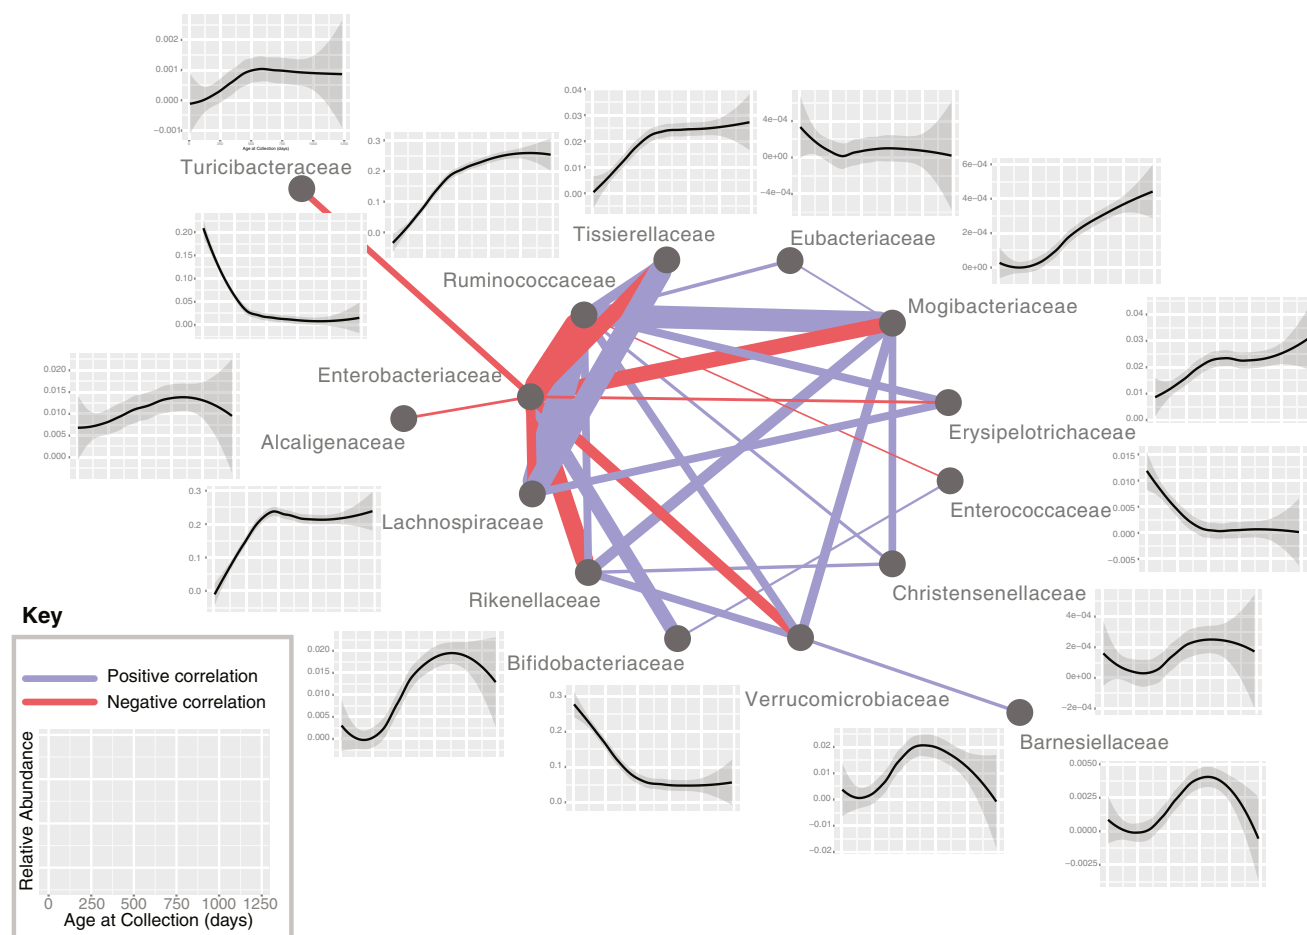 0.002
0.001
0.000
−0.001
Age at Collection (days)
Turicibacteraceae
0.3
0.2
0.1
0.0
Ruminococcaceae
0.04
0.03
0.02
0.01
0.00
Tissierellaceae
4e−04
0e+00
−4e−04
Eubacteriaceae
6e−04
4e−04
2e−04
0e+00
Mogibacteriaceae
0.20
0.15
0.10
0.05
0.00
Enterobacteriaceae
0.04
0.03
0.02
0.01
0.00
Erysipelotrichaceae
0.020
0.015
0.010
0.005
0.000
Alcaligenaceae
0.015
0.010
0.005
0.000
−0.005
Enterococcaceae
0.3
0.2
0.1
0.0
Lachnospiraceae
4e−04
2e−04
0e+00
−2e−04
Christensenellaceae
0.020
0.015
0.010
0.005
0.000
Rikenellaceae
0.3
0.2
0.1
0.0
Bifidobacteriaceae
0.02
0.01
0.00
−0.01
−0.02
Verrucomicrobiaceae
0.0050
0.0025
0.0000
−0.0025
Barnesiellaceae
Key
Positive correlation
Negative correlation
Relative Abundance
0 250 500 750 1000 1250
Age at Collection (days)